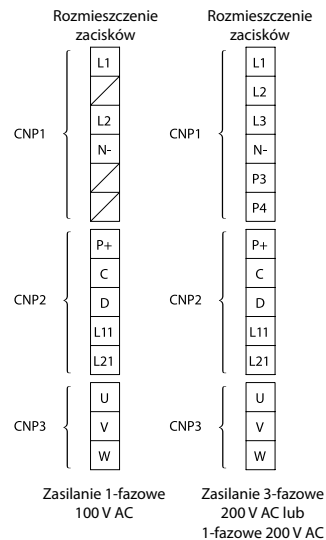 Rozmieszczenie
zacisków
CNP1
L1
L2
N-
CNP2
P+
C
D
L11
L21
CNP3
U
V
W
Zasilanie 1-fazowe
100 V AC
Rozmieszczenie
zacisków
CNP1
L1
L2
L3
N-
P3
P4
CNP2
P+
C
D
L11
L21
CNP3
U
V
W
Zasilanie 3-fazowe
200 V AC lub
1-fazowe 200 V AC